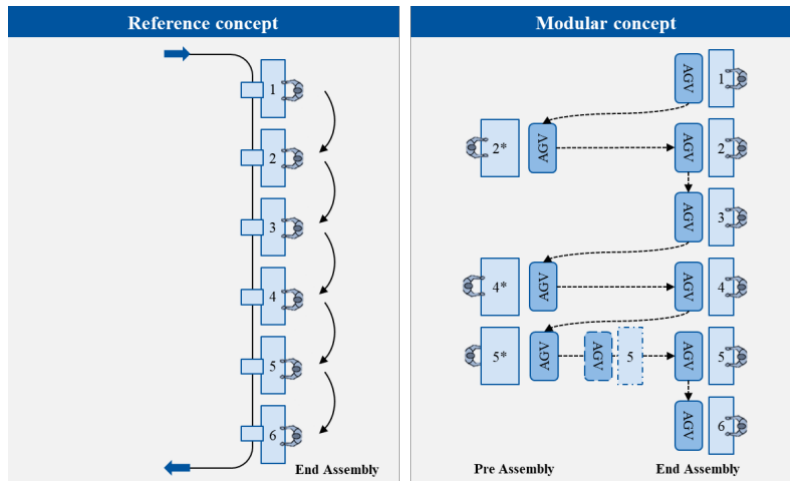 Reference concept
1
2
3
4
5
6
End Assembly
Modular concept
AGV 1
2* AGV AGV 2
AGV 3
4* AGV AGV 4
5* AGV AGV 5 AGV 5
AGV 6
Pre Assembly End Assembly